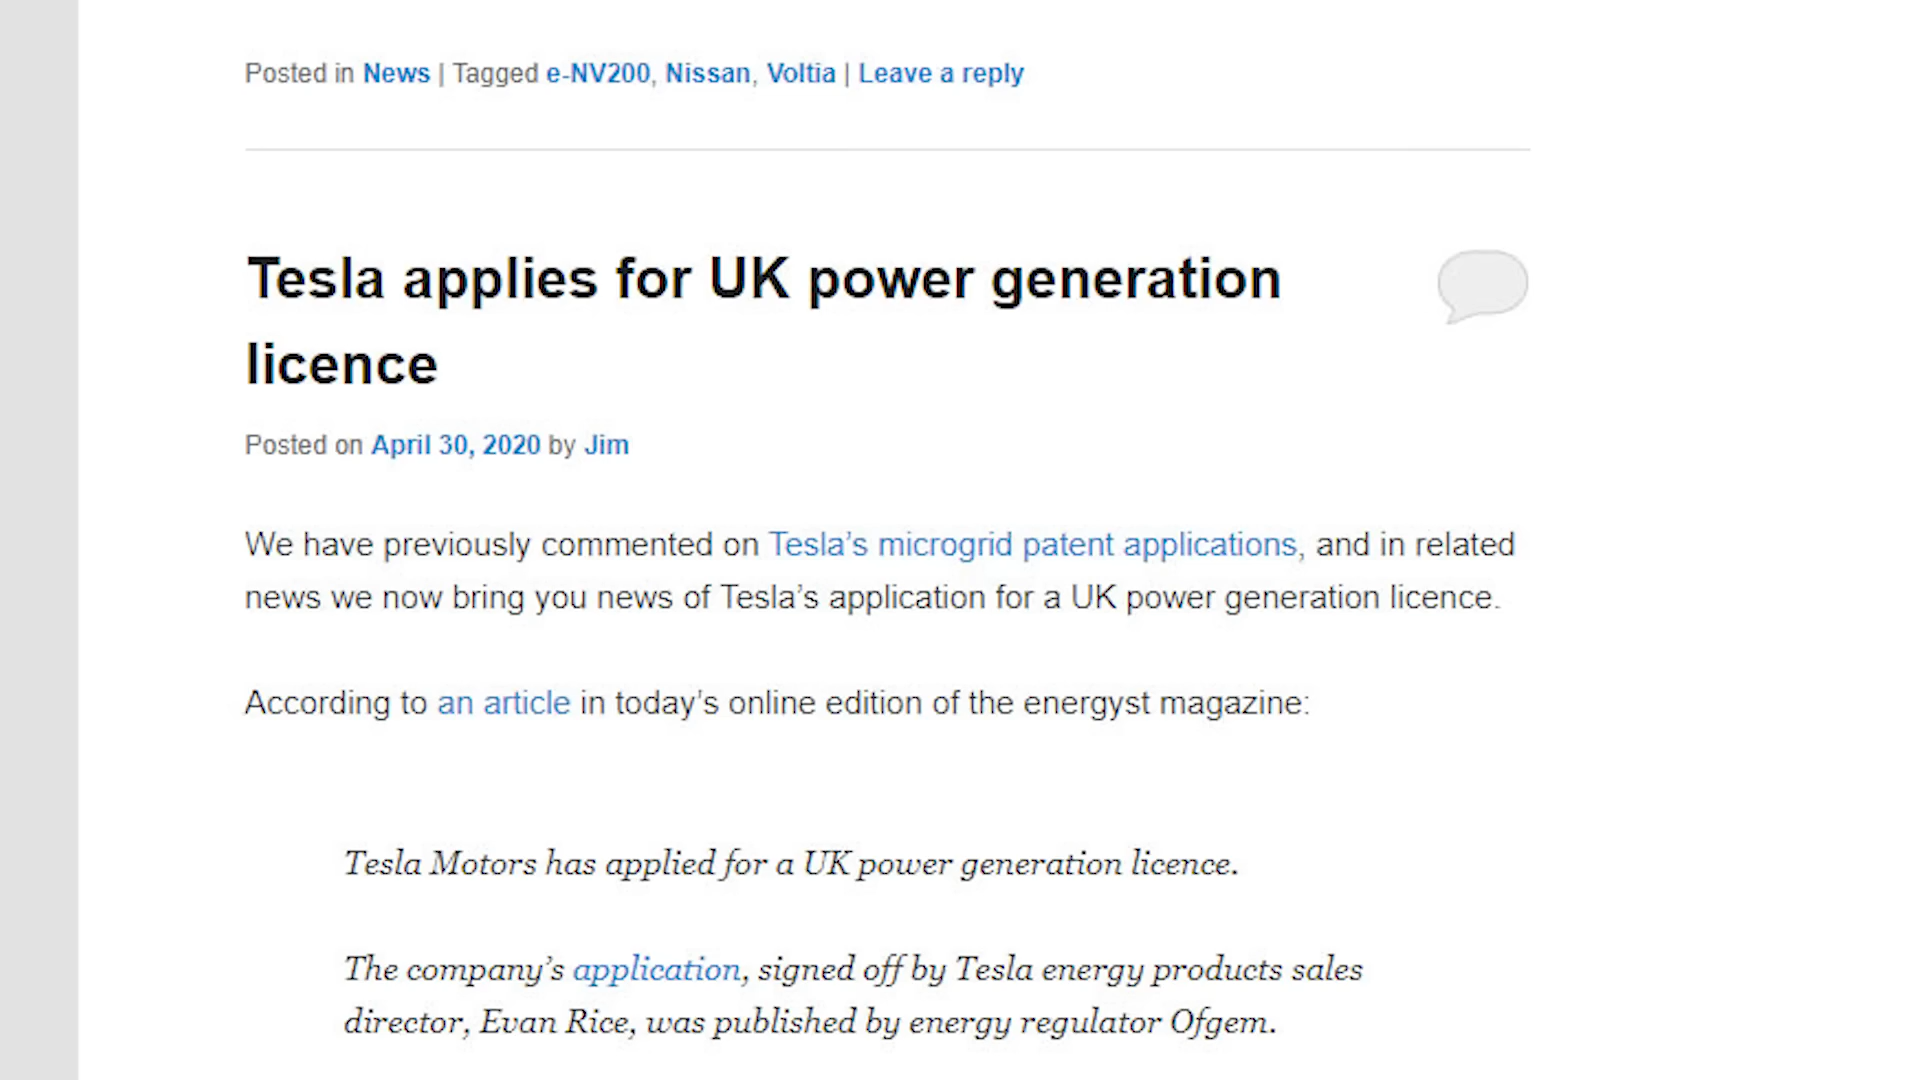 Posted in News | Tagged e-NV200, Nissan, Voltia | Leave a reply
Tesla applies for UK power generation
licence
Posted on April 30, 2020 by Jim
We have previously commented on Tesla’s microgrid patent applications, and in related
news we now bring you news of Tesla’s application for a UK power generation licence.
According to an article in today’s online edition of the energyst magazine:
Tesla Motors has applied for a UK power generation licence.
The company’s application, signed off by Tesla energy products sales
director, Evan Rice, was published by energy regulator Ofgem.